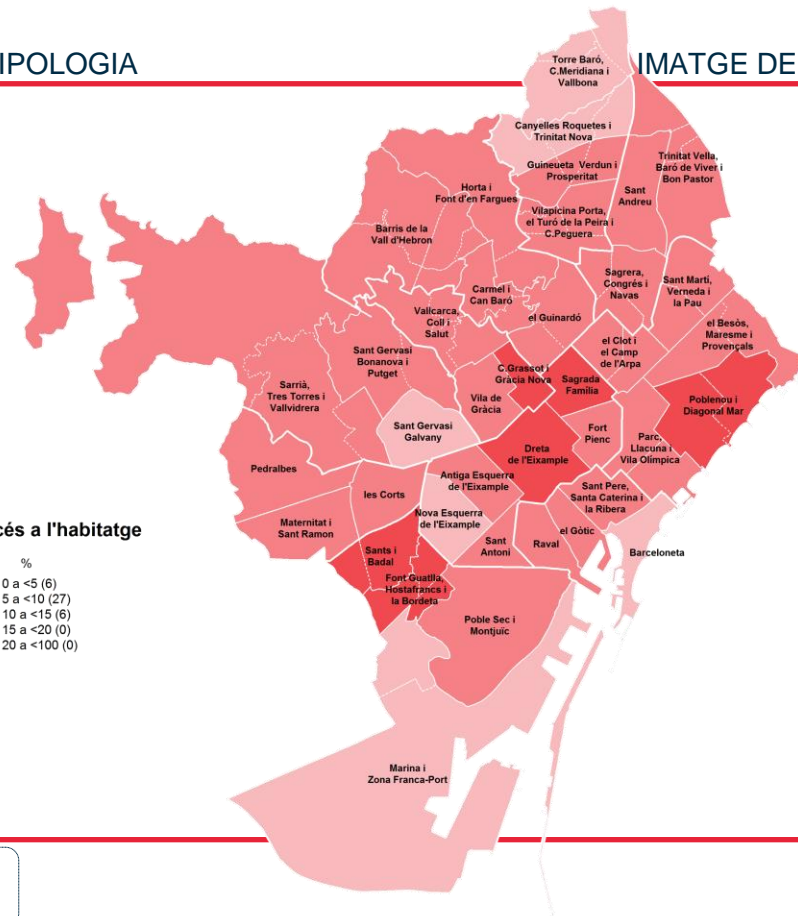 IPOLOGIA
IMATGE DE
Torre Baró,
C.Meridiana i
Vallbona
Canyelles Roquetes i
Trinitat Nova
Guineueta Verdun i
Prosperitat
Trinitat Vella,
Baró de Viver i
Bon Pastor
Sant
Andreu
Horta i
Font d'en Fargues
Vilapicina Porta,
el Turó de la Peira i
C.Peguera
Barris de la
Vall d'Hebron
Sagrera,
Congrés i
Navas
Sant Martí,
Verneda i
la Pau
Carmel i
Can Baró
Vallcarca,
Coll i
Salut
el Guinardó
el Besòs,
Maresme i
Provençals
el Clot i
el Camp
de l'Arpa
Sant Gervasi
Bonanova i
Putget
C.Grassot i
Gràcia Nova
Sagrada
Família
Sarrià,
Tres Torres i
Vallvidrera
Vila de
Gràcia
Poblenou i
Diagonal Mar
Sant Gervasi
Galvany
Fort
Pienc
Parc,
Llacuna i
Vila Olímpica
Dreta
de l'Eixample
Pedralbes
les Corts
Antiga Esquerra
de l'Eixample
Sant Pere,
Santa Caterina i
la Ribera
Nova Esquerra
de l'Eixample
Maternitat i
Sant Ramon
Sant
Antoni
Raval
el Gòtic
Barceloneta
Sants i
Badal
Font Guatlla,
Hostafrancs i
la Bordeta
Poble Sec i
Montjuïc
Marina i
Zona Franca-Port
cés a l'habitatge
%
0 a <5 (6)
5 a <10 (27)
10 a <15 (6)
15 a <20 (0)
20 a <100 (0)